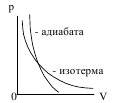 p
- адиабата
- изотерма
0 V